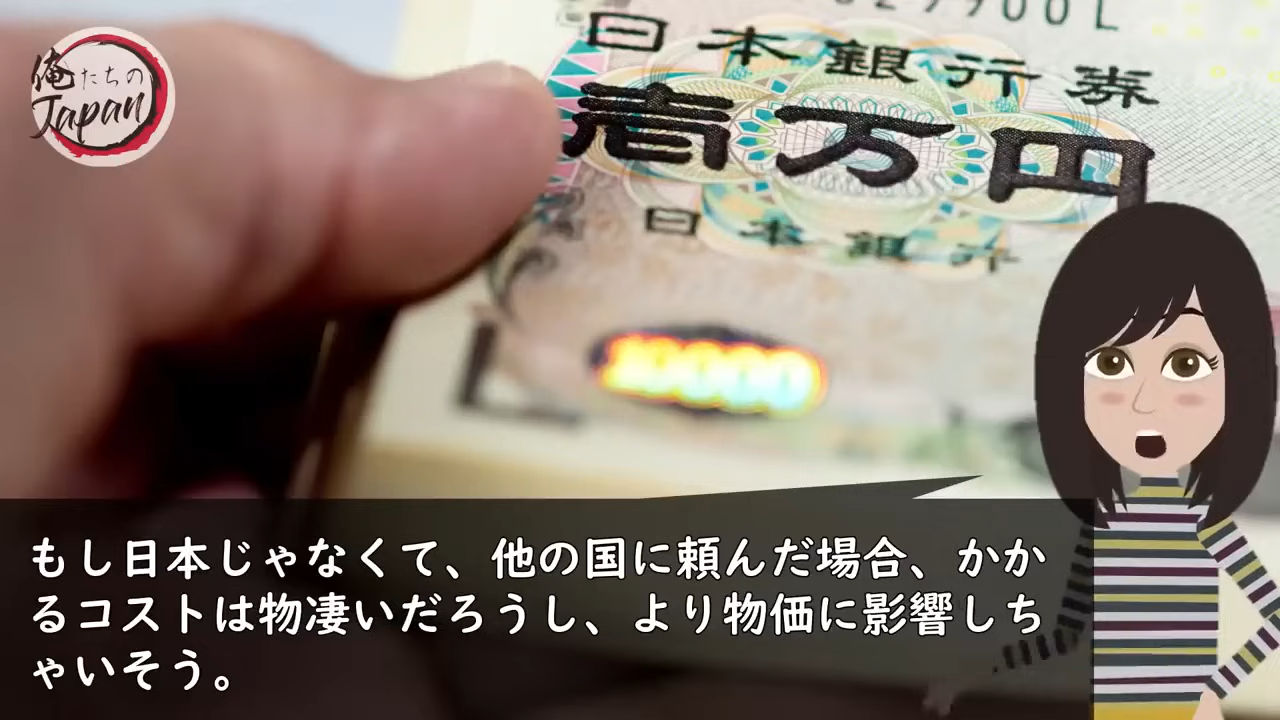 俺たちの
Japan
日本銀行券
壱万円
日本銀行
10000
もし日本じゃなくて、他の国に頼んだ場合、かか
るコストは物凄いだろうし、より物価に影響しち
ゃいそう。